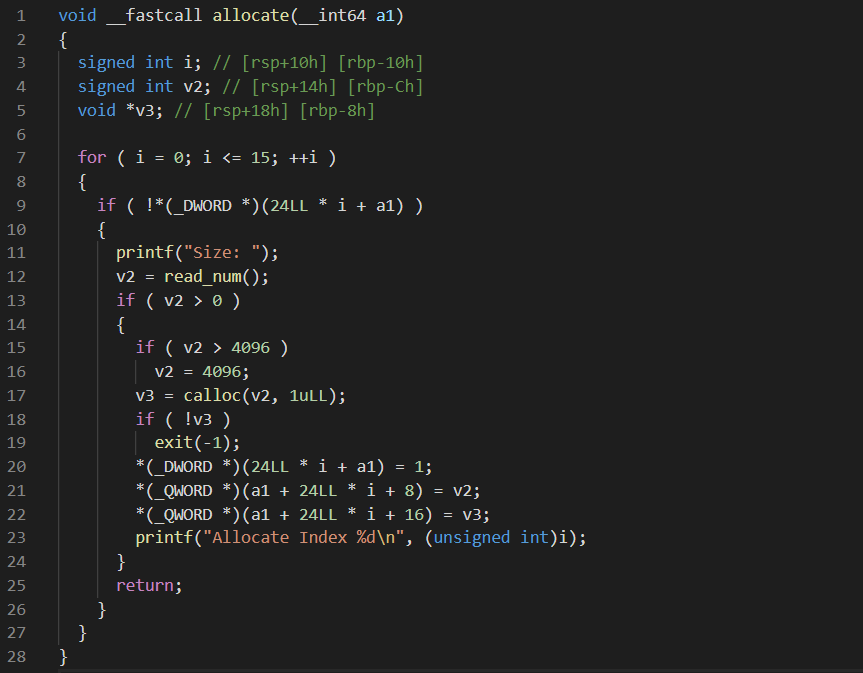 1 void __fastcall allocate(__int64 a1)
2 {
3   signed int i; // [rsp+10h] [rbp-10h]
4   signed int v2; // [rsp+14h] [rbp-Ch]
5   void *v3; // [rsp+18h] [rbp-8h]
6
7   for ( i = 0; i <= 15; ++i )
8   {
9     if ( !*(_DWORD *)(24LL * i + a1) )
10     {
11       printf("Size: ");
12       v2 = read_num();
13       if ( v2 > 0 )
14       {
15         if ( v2 > 4096 )
16           v2 = 4096;
17         v3 = calloc(v2, 1uLL);
18         if ( !v3 )
19           exit(-1);
20         *(_DWORD *)(24LL * i + a1) = 1;
21         *(_QWORD *)(a1 + 24LL * i + 8) = v2;
22         *(_QWORD *)(a1 + 24LL * i + 16) = v3;
23         printf("Allocate Index %d\n", (unsigned int)i);
24       }
25       return;
26     }
27   }
28 }